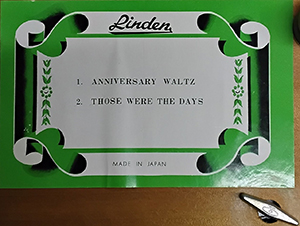 Linden
1. ANNIVERSARY WALTZ
2. THOSE WERE THE DAYS
MADE IN JAPAN